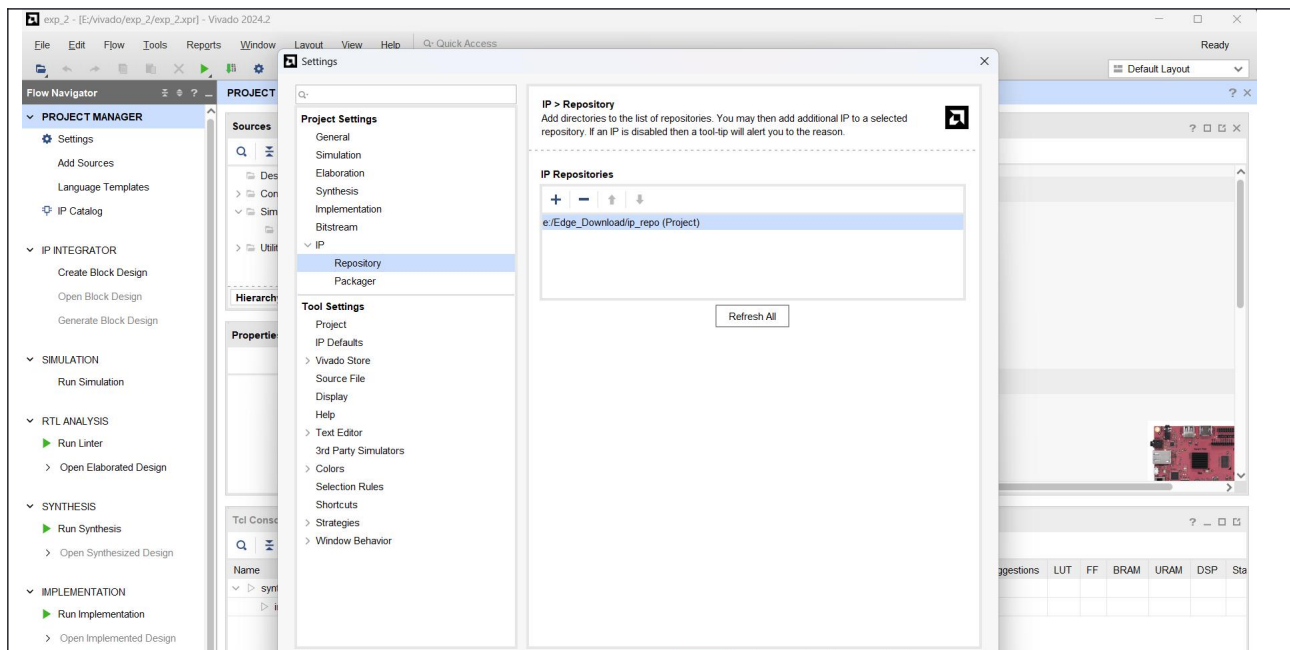 exp_2 - [E:/vivado/exp_2/exp_2.xpr] - Vivado 2024.2
File Edit Flow Tools Reports Window Layout View Help Quick Access
Ready
Default Layout
Flow Navigator
PROJECT MANAGER
Settings
Add Sources
Language Templates
IP Catalog
IP INTEGRATOR
Create Block Design
Open Block Design
Generate Block Design
SIMULATION
Run Simulation
RTL ANALYSIS
Run Linter
Open Elaborated Design
SYNTHESIS
Run Synthesis
Open Synthesized Design
IMPLEMENTATION
Run Implementation
Open Implemented Design
PROJECT
Sources
Des
Con
Sim
Utilit
Hierarch
Propertie
Tcl Conso
Name
synt
Settings
Project Settings
General
Simulation
Elaboration
Synthesis
Implementation
Bitstream
IP
Repository
Packager
Tool Settings
Project
IP Defaults
Vivado Store
Source File
Display
Help
Text Editor
3rd Party Simulators
Colors
Selection Rules
Shortcuts
Strategies
Window Behavior
IP > Repository
Add directories to the list of repositories. You may then add additional IP to a selected
repository. If an IP is disabled then a tool-tip will alert you to the reason.
IP Repositories
e:/Edge_Download/ip_repo (Project)
Refresh All
ggestions LUT FF BRAM URAM DSP Sta